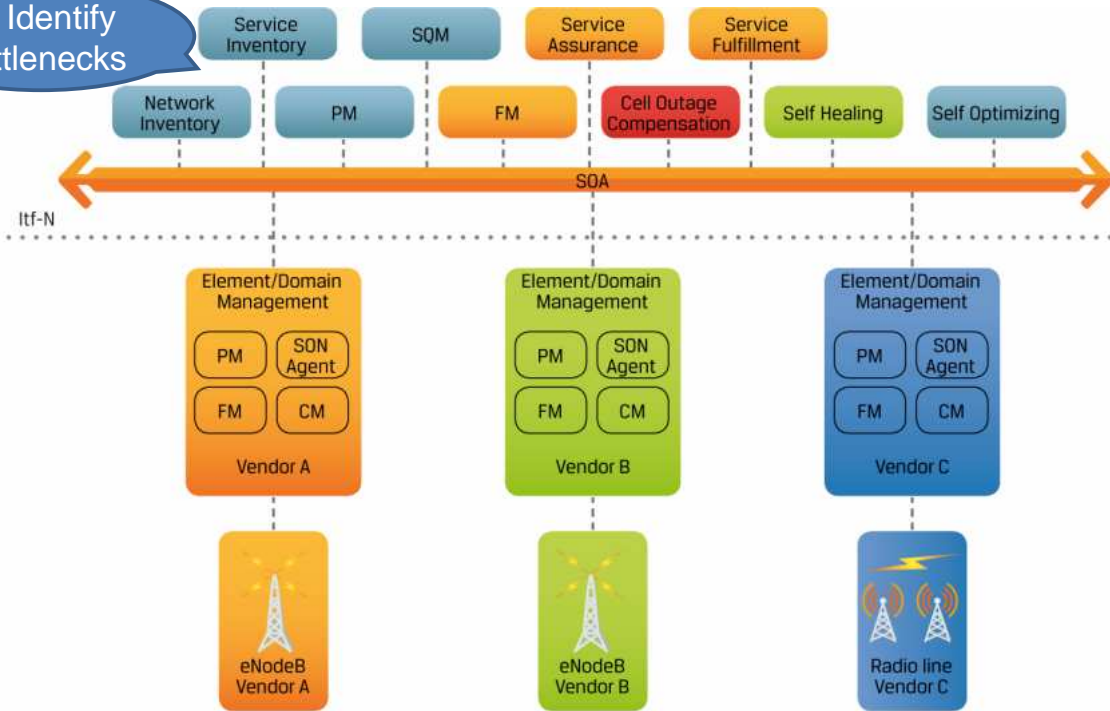 Identify
Service
Inventory
SQM
Service
Assurance
Service
Fulfillment
Network
Inventory
PM
FM
Cell Outage
Compensation
Self Healing
Self Optimizing
SOA
Itf-N
Element/Domain
Management
PM
SON
Agent
FM
CM
Vendor A
Element/Domain
Management
PM
SON
Agent
FM
CM
Vendor B
Element/Domain
Management
PM
SON
Agent
FM
CM
Vendor C
eNodeB
Vendor A
eNodeB
Vendor B
Radio line
Vendor C